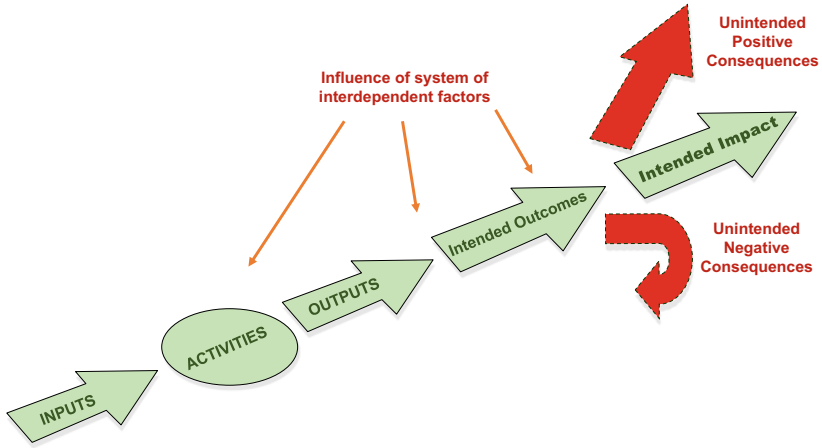 Unintended
Positive
Consequences
Influence of system of
interdependent factors
Intended Impact
Intended Outcomes
Unintended
Negative
Consequences
OUTPUTS
ACTIVITIES
INPUTS